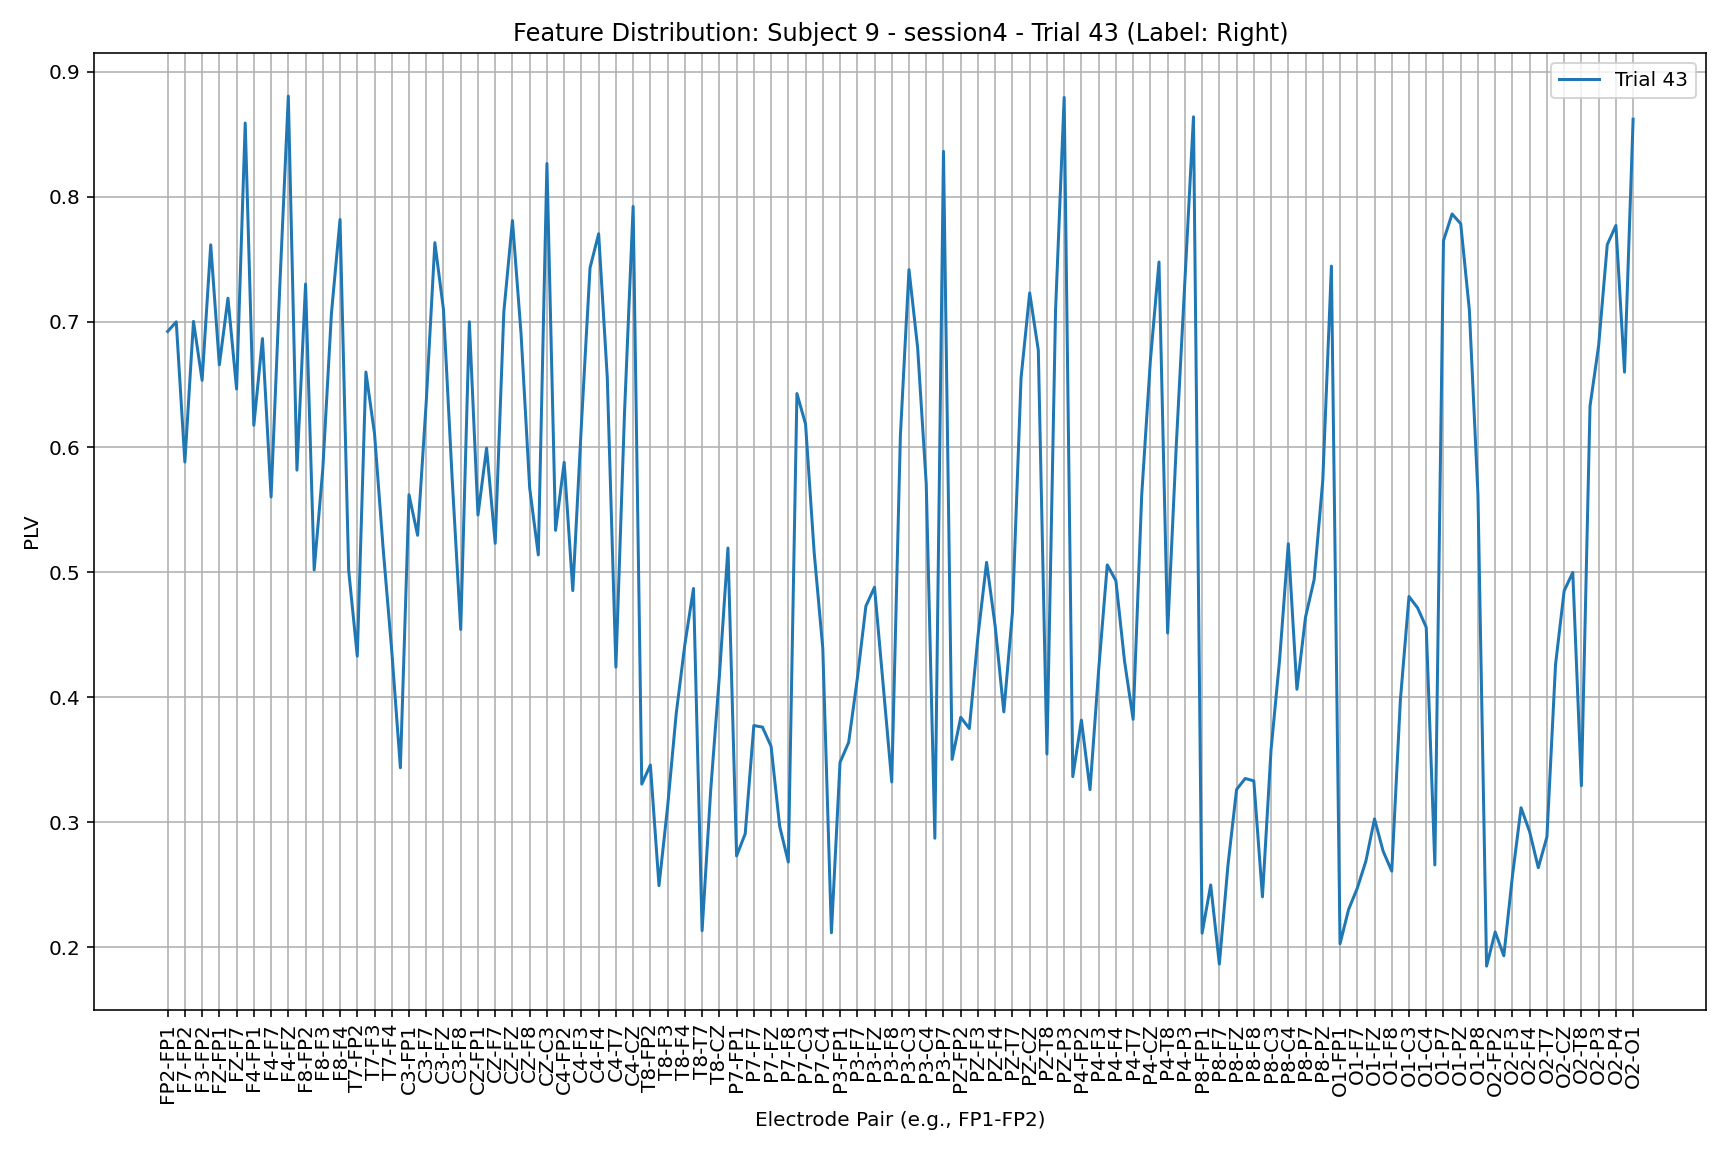 Feature Distribution: Subject 9 - session4 - Trial 43 (Label: Right)
Trial 43
PLV
0.9
0.8
0.7
0.6
0.5
0.4
0.3
0.2
FP2-FP1
F7-FP2
F3-FP2
FZ-FP1
FZ-F7
F4-FP1
F4-F7
F4-FZ
F8-FP2
F8-F3
F8-F4
T7-FP2
T7-F3
T7-F4
C3-FP1
C3-F7
C3-FZ
C3-F8
CZ-FP1
CZ-F7
CZ-FZ
CZ-F8
CZ-C3
C4-FP2
C4-F3
C4-F4
C4-T7
C4-CZ
T8-FP2
T8-F3
T8-F4
T8-T7
T8-CZ
P7-FP1
P7-F7
P7-FZ
P7-F8
P7-C3
P7-C4
P3-FP1
P3-F7
P3-FZ
P3-F8
P3-C3
P3-C4
P3-P7
PZ-FP2
PZ-F3
PZ-F4
PZ-T7
PZ-CZ
PZ-T8
PZ-P3
P4-FP2
P4-F3
P4-F4
P4-T7
P4-CZ
P4-T8
P4-P3
P8-FP1
P8-F7
P8-FZ
P8-F8
P8-C3
P8-C4
P8-P7
P8-PZ
O1-FP1
O1-F7
O1-FZ
O1-F8
O1-C3
O1-C4
O1-P7
O1-PZ
O1-P8
O2-FP2
O2-F3
O2-F4
O2-T7
O2-CZ
O2-T8
O2-P3
O2-P4
O2-O1
Electrode Pair (e.g., FP1-FP2)